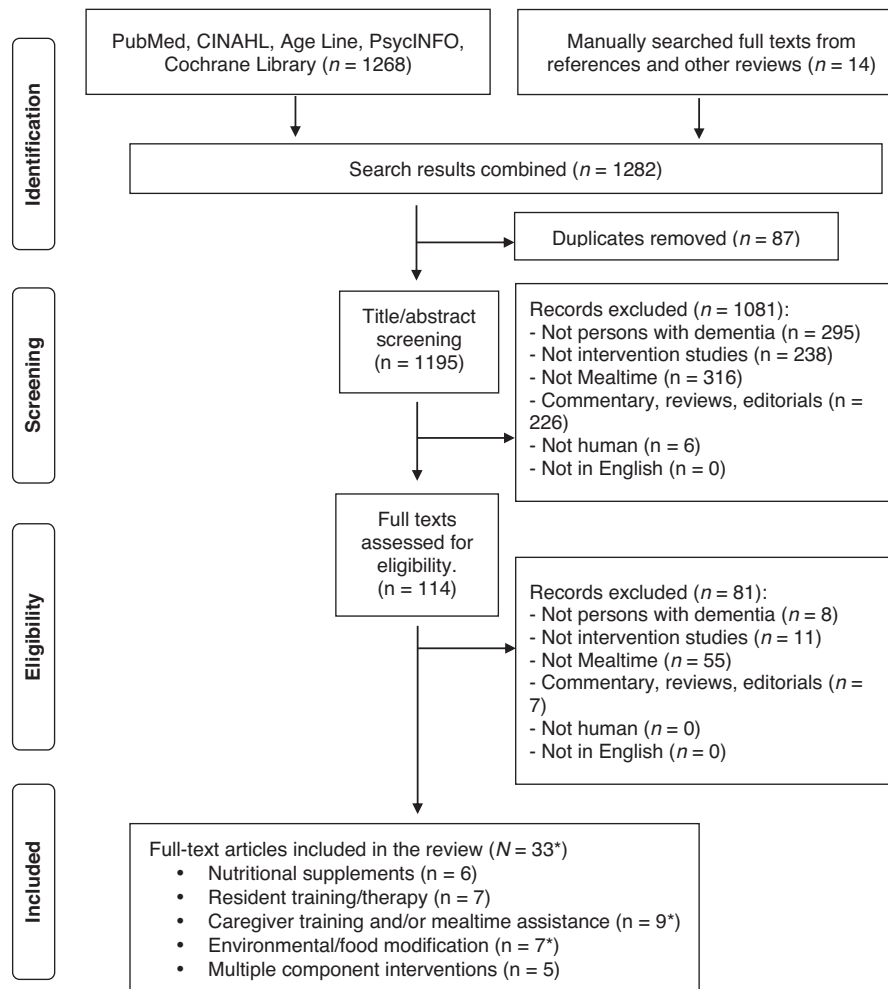 PubMed, CINAHL, Age Line, PsycINFO,
Cochrane Library (n = 1268)
Manually searched full texts from
references and other reviews (n = 14)
Identification
Search results combined (n = 1282)
Duplicates removed (n = 87)
Screening
Title/abstract
screening
(n = 1195)
Records excluded (n = 1081):
- Not persons with dementia (n = 295)
- Not intervention studies (n = 238)
- Not Mealtime (n = 316)
- Commentary, reviews, editorials (n =
226)
- Not human (n = 6)
- Not in English (n = 0)
Eligibility
Full texts
assessed for
eligibility.
(n = 114)
Records excluded (n = 81):
- Not persons with dementia (n = 8)
- Not intervention studies (n = 11)
- Not Mealtime (n = 55)
- Commentary, reviews, editorials (n =
7)
- Not human (n = 0)
- Not in English (n = 0)
Included
Full-text articles included in the review (N = 33*)
• Nutritional supplements (n = 6)
• Resident training/therapy (n = 7)
• Caregiver training and/or mealtime assistance (n = 9*)
• Environmental/food modification (n = 7*)
• Multiple component interventions (n = 5)